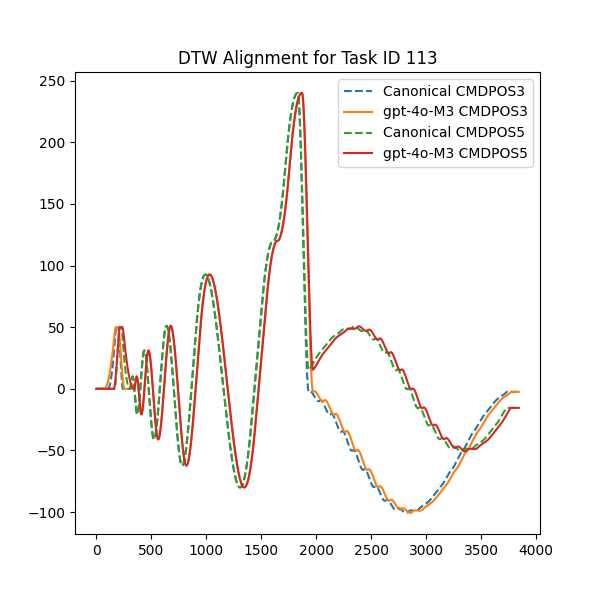 DTW Alignment for Task ID 113
Canonical CMDPOS3
gpt-4o-M3 CMDPOS3
Canonical CMDPOS5
gpt-4o-M3 CMDPOS5
250
200
150
100
50
0
−50
−100
0 500 1000 1500 2000 2500 3000 3500 4000